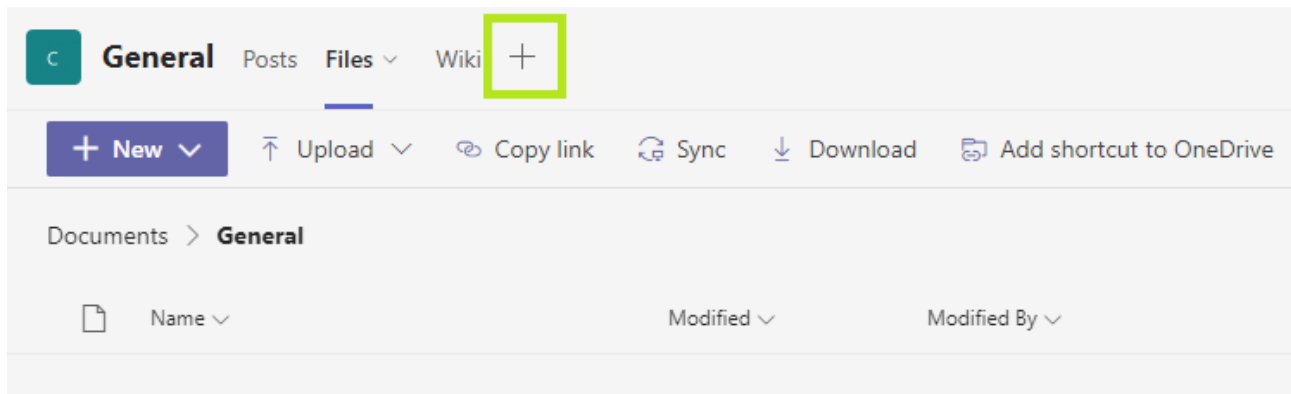 C General Posts Files Wiki
New Upload Copy link Sync Download Add shortcut to OneDrive
Documents > General
Name Modified Modified By